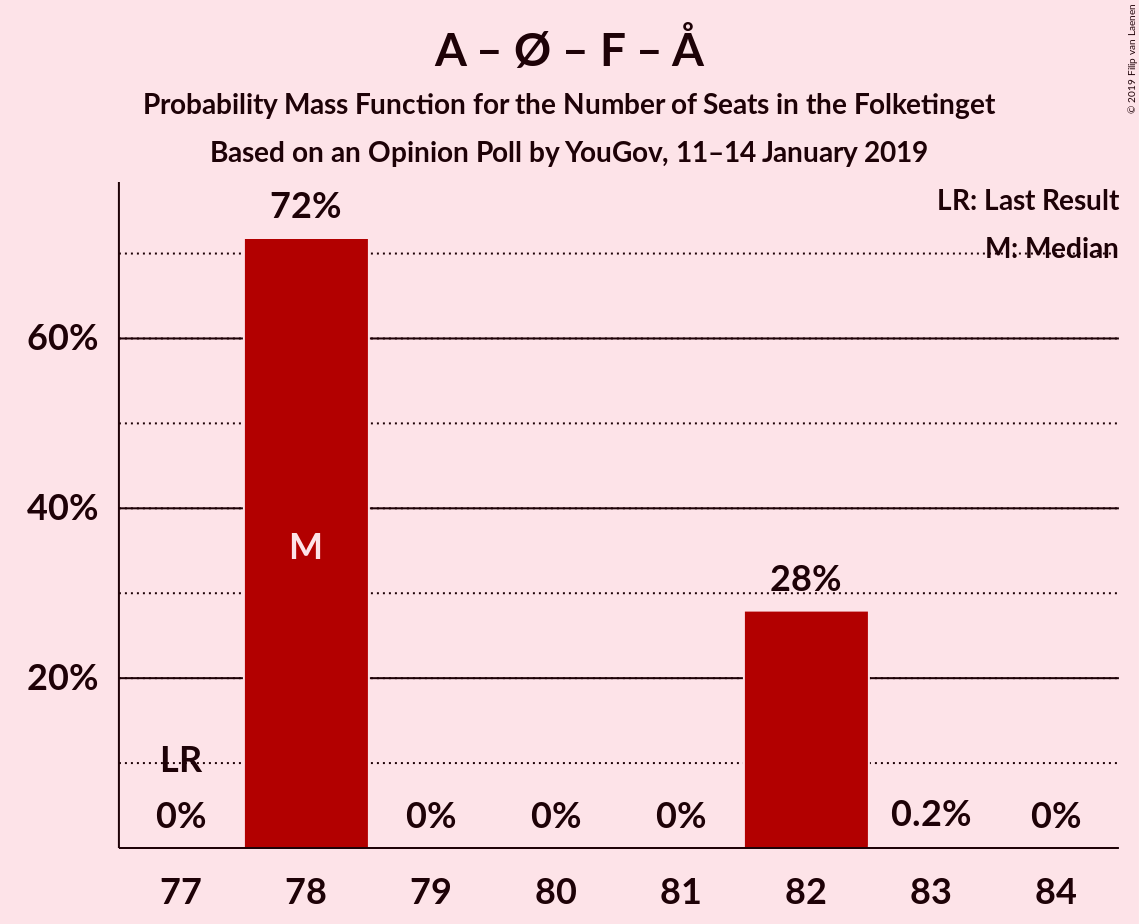 A – Ø – F – Å
Probability Mass Function for the Number of Seats in the Folketinget
Based on an Opinion Poll by YouGov, 11–14 January 2019
© 2019 Filip van Laenen
LR: Last Result
M: Median
72%
60%
40%
20%
M
28%
LR
0%
0%
0%
0%
0.2%
0%
77
78
79
80
81
82
83
84